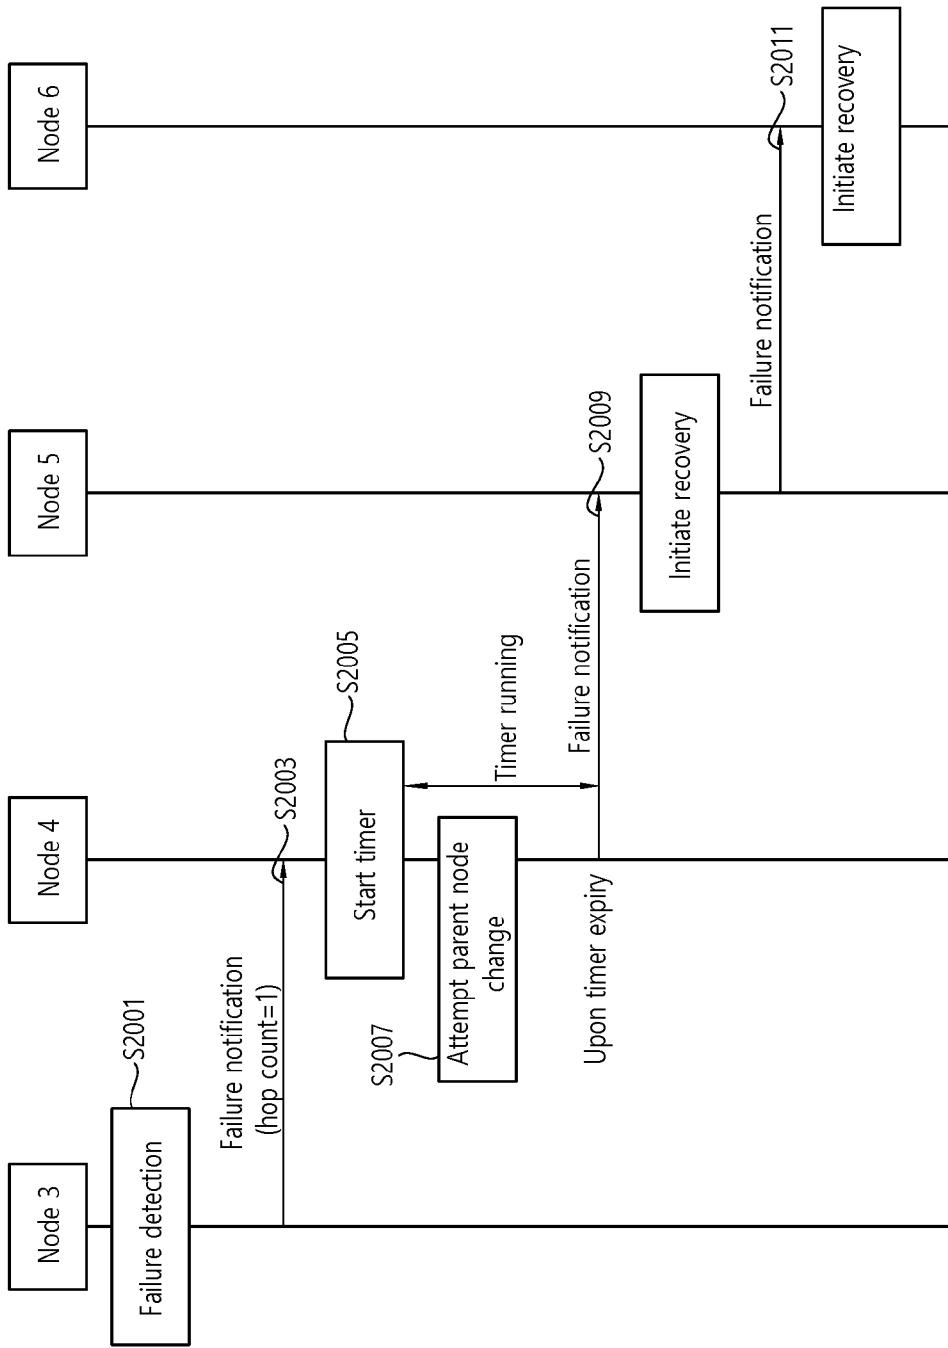 Node 3
Node 4
Node 5
Node 6
Failure detection
S2001
Failure notification
(hop count=1)
S2003
Start timer
S2005
S2007
Attempt parent node
change
Timer running
Upon timer expiry
Failure notification
S2009
Initiate recovery
Failure notification
S2011
Initiate recovery